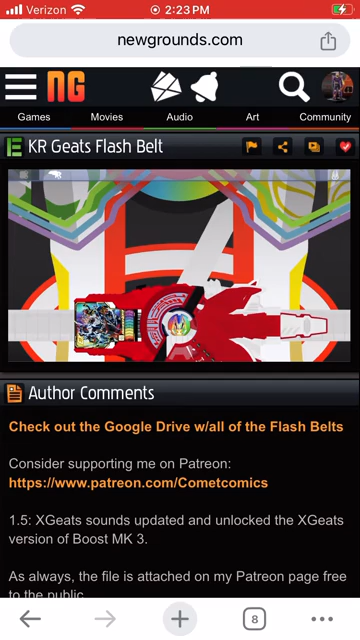 Verizon 2:23 PM
newgrounds.com
NG
Games Movies Audio Art Community
E KR Geats Flash Belt
Author Comments
Check out the Google Drive w/all of the Flash Belts
Consider supporting me on Patreon:
https://www.patreon.com/Cometcomics
1.5: XGeats sounds updated and unlocked the XGeats
version of Boost MK 3.
As always, the file is attached on my Patreon page free
to the public.
8